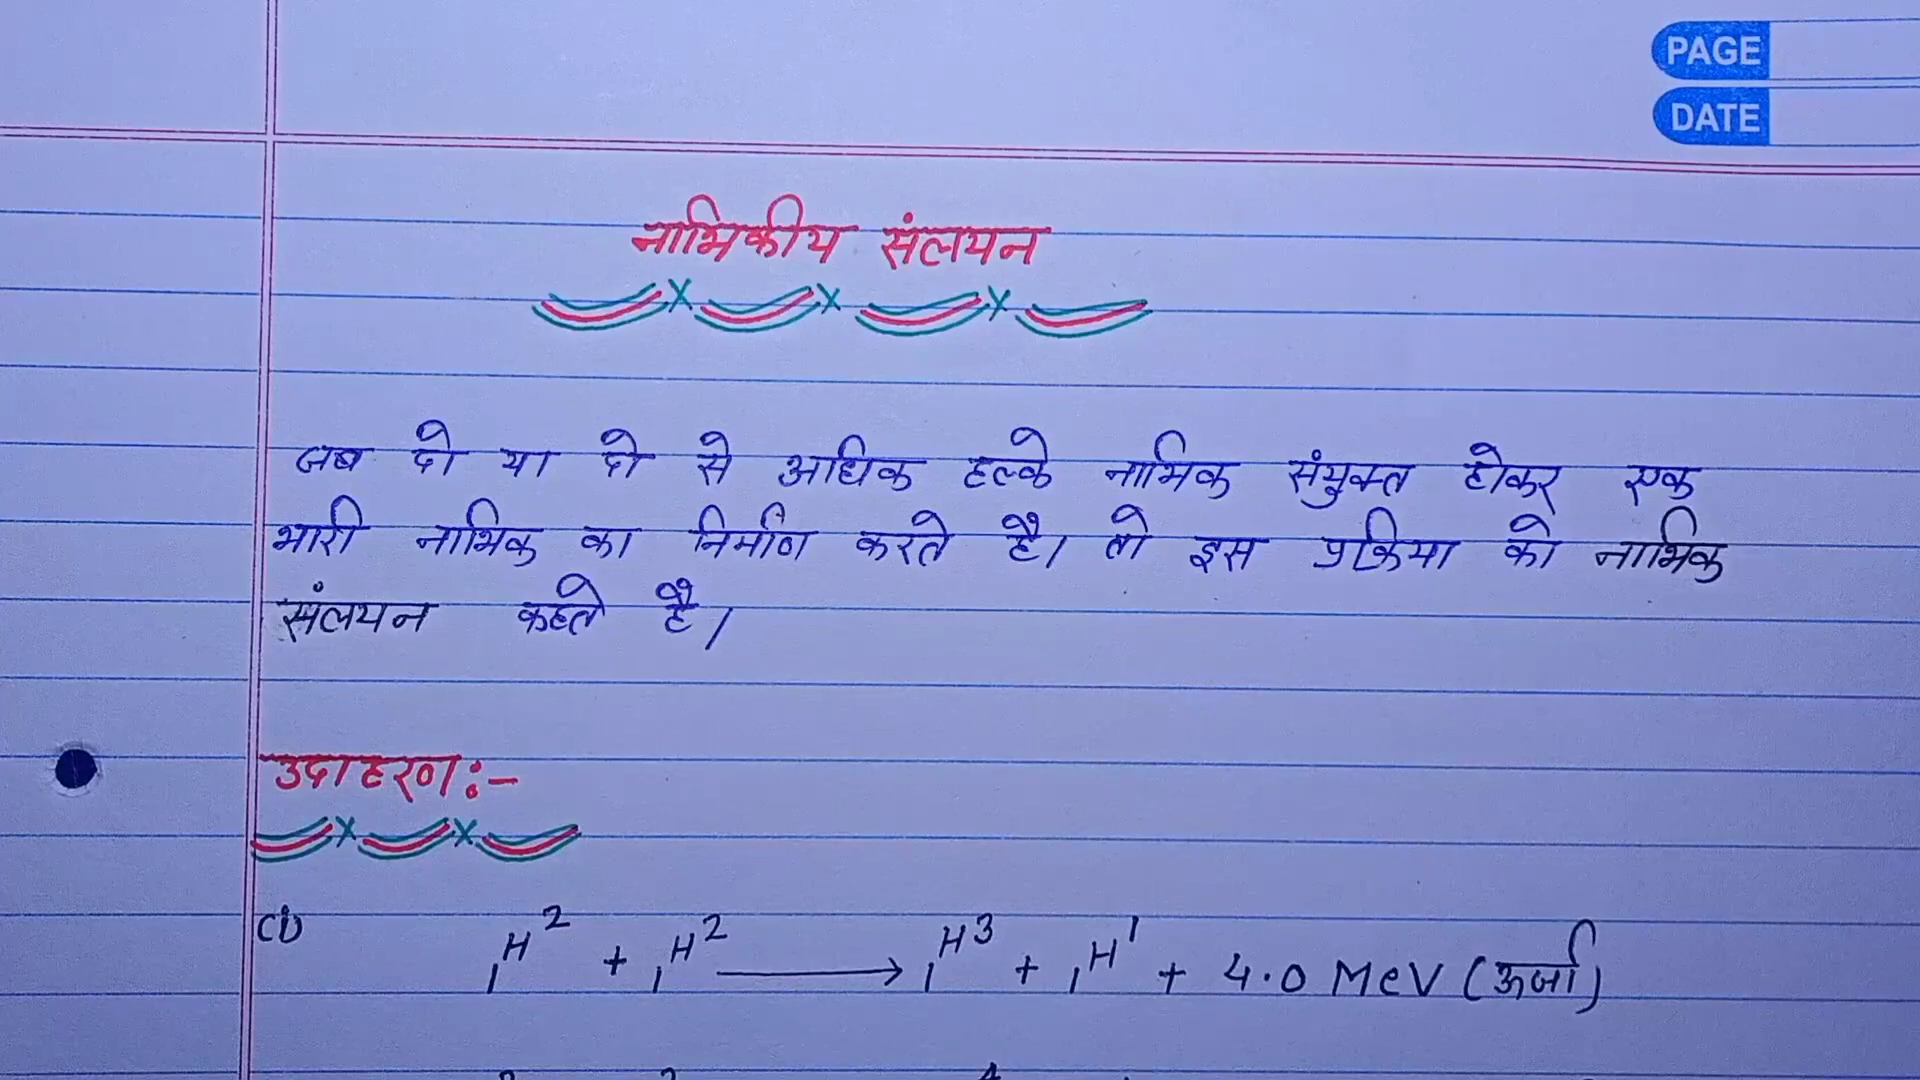 PAGE
DATE
नाभिकीय संलयन
जब दो या दो से अधिक हल्के नाभिक संयुक्त होकर एक
भारी नाभिक का निर्माण करते है। तो इस प्रक्रिया को नाभिक
संलयन कहते है।
उदाहरण:-
(i)
₁H² + ₁H² ⟶ ₁H³ + ₁H¹ + 4.0 MeV (ऊर्जा)